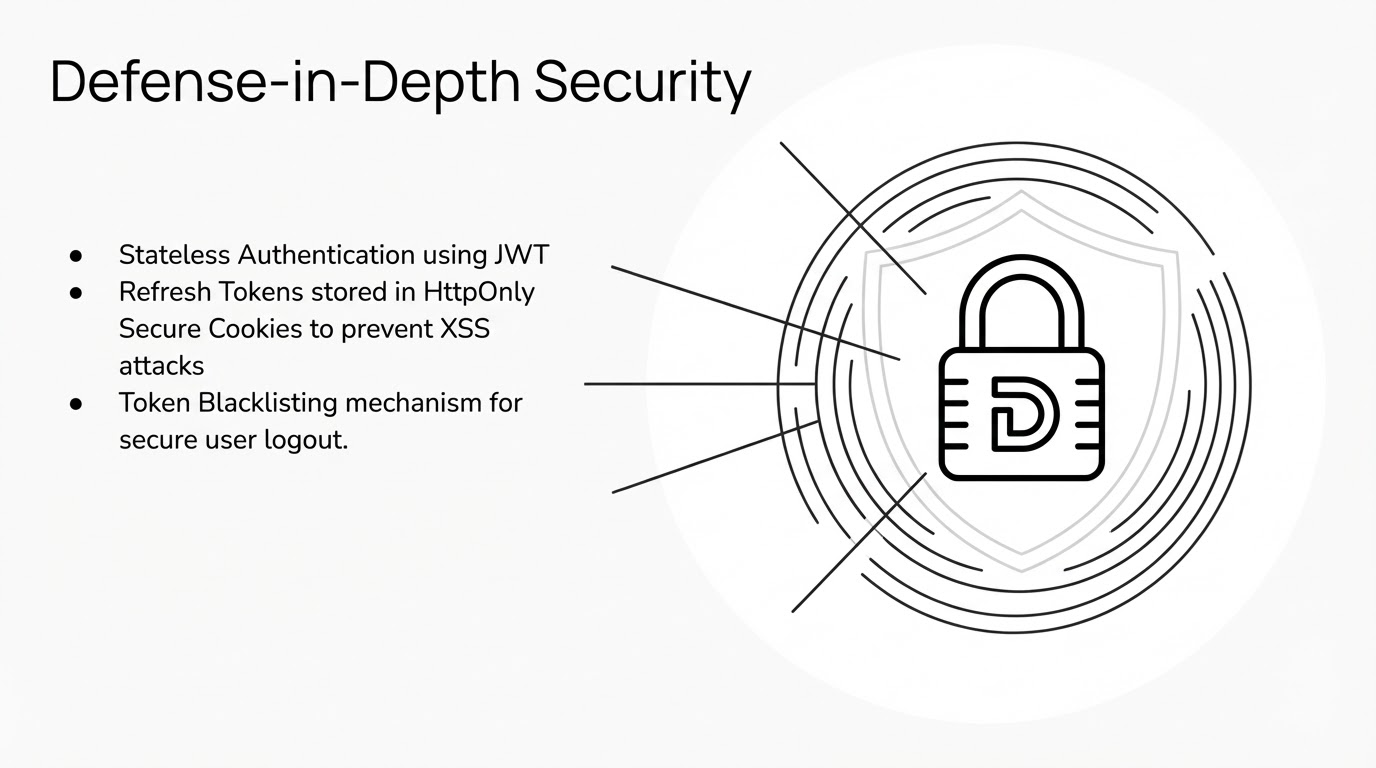 Defense-in-Depth Security
● Stateless Authentication using JWT
● Refresh Tokens stored in HttpOnly
Secure Cookies to prevent XSS
attacks
● Token Blacklisting mechanism for
secure user logout.
D